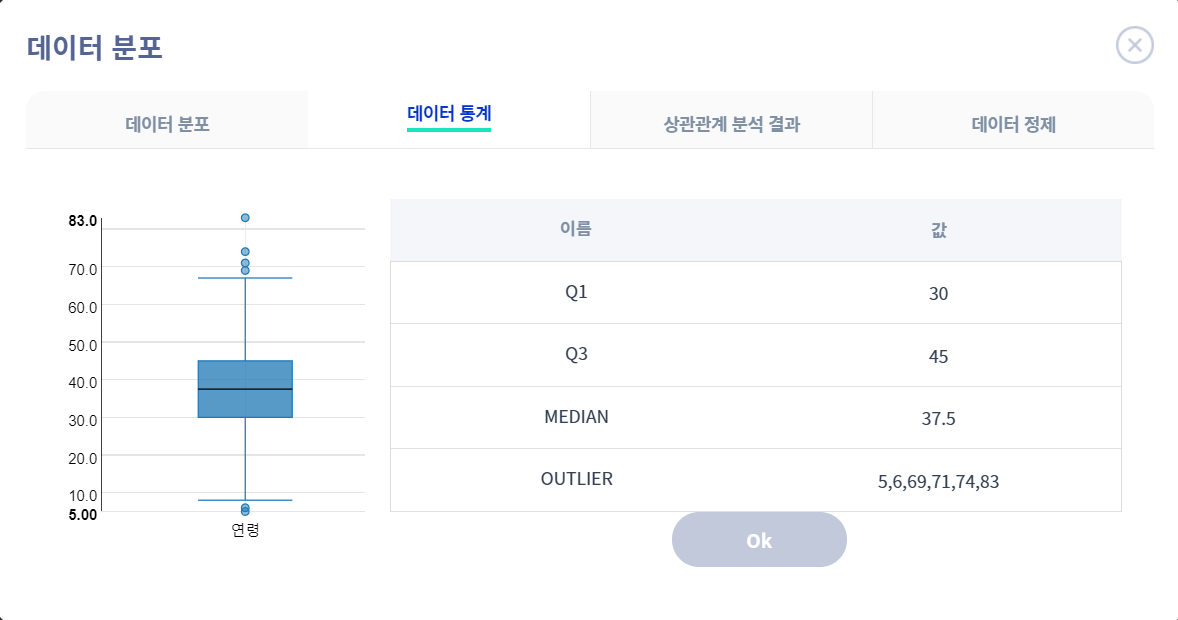 데이터 분포
데이터 분포
데이터 통계
상관관계 분석 결과
데이터 정제
83.0
70.0
60.0
50.0
40.0
30.0
20.0
10.0
5.00
연령
이름 값
Q1 30
Q3 45
MEDIAN 37.5
OUTLIER 5,6,69,71,74,83
Ok